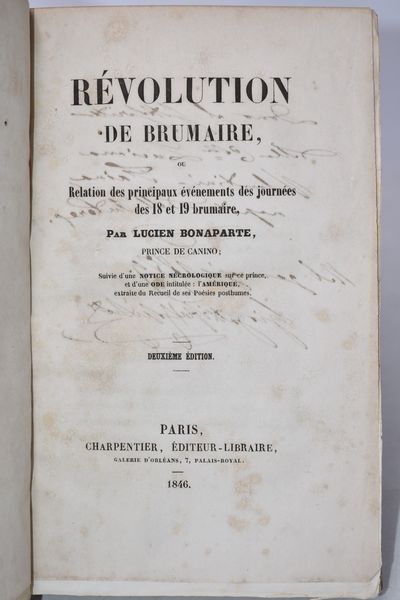 RÉVOLUTION
DE BRUMAIRE,
OU
Relation des principaux événements des journées
des 18 et 19 brumaire,
PAR LUCIEN BONAPARTE,
PRINCE DE CANINO;
Suivie d'une NOTICE NÉCROLOGIQUE sur ce prince,
et d'une ODE intitulée : l'AMÉRIQUE,
extraite du Recueil de ses Poésies posthumes.
DEUXIÈME ÉDITION.
PARIS,
CHARPENTIER, ÉDITEUR-LIBRAIRE,
GALERIE D'ORLÉANS, 7, PALAIS-ROYAL.
1846.